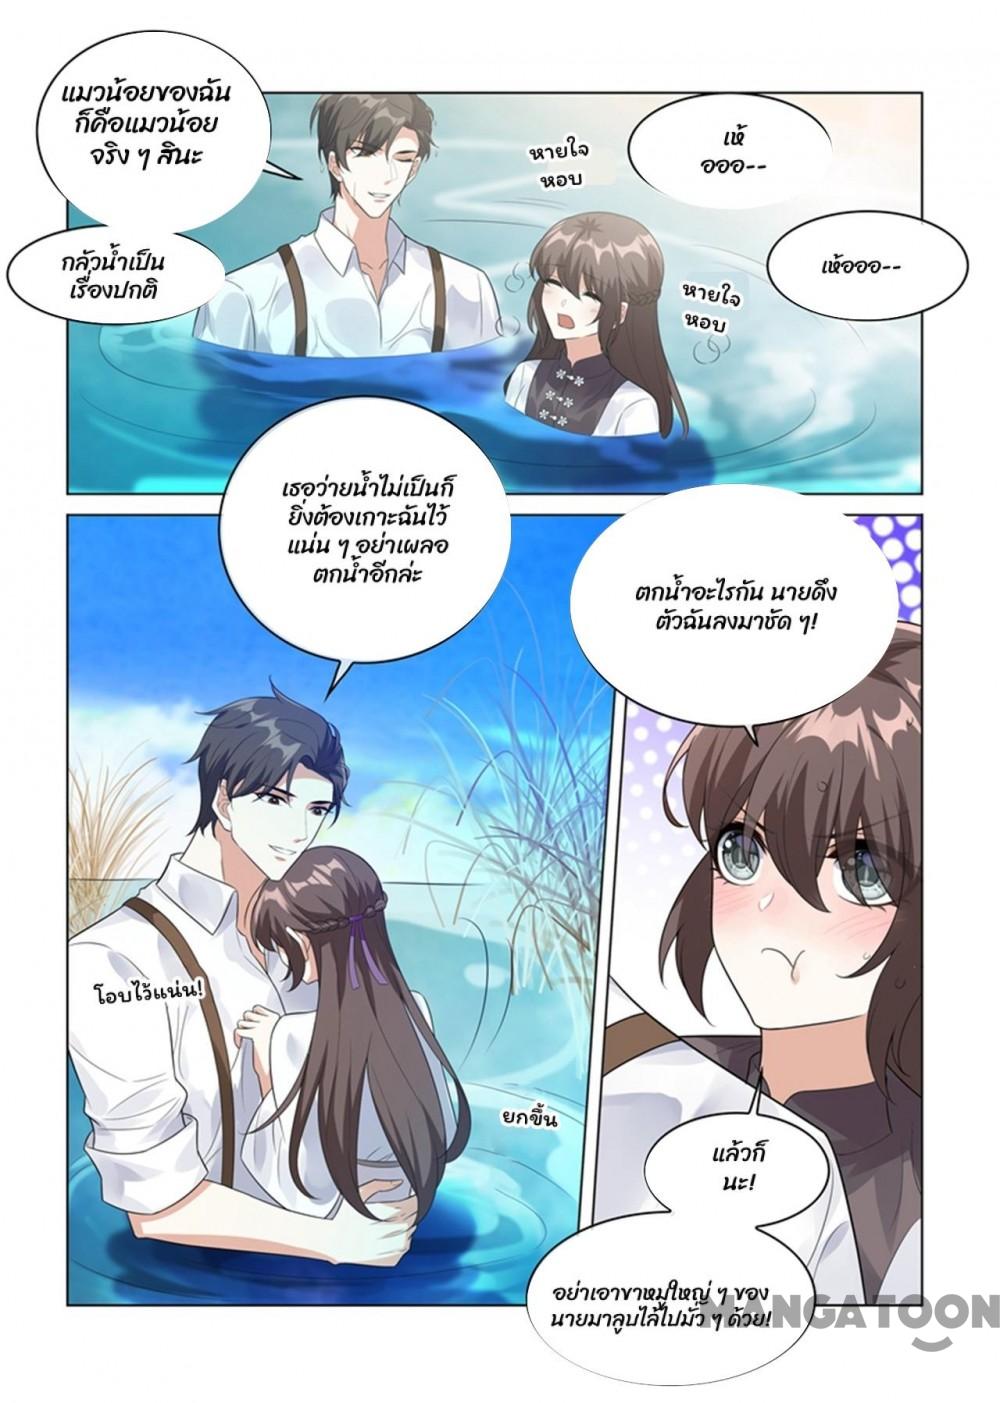 แมวน้อยของฉัน
ก็คือแมวน้อย
จริง ๆ สินะ
กลัวน้ำเป็น
เรื่องปกติ
หายใจ
หอบ
เห้
ออออ--
หายใจ
หอบ
เห้อออ--
เธอว่ายน้ำไม่เป็นก็
ยิ่งต้องเกาะฉันไว้
แน่น ๆ อย่าเผลอ
ตกน้ำอีกล่ะ
ตกน้ำอะไรกัน นายดึง
ตัวฉันลงมาชัด ๆ!
โอบไว้แน่น!
ยกขึ้น
แล้วก็
นะ!
อย่าเอาขาหมูใหญ่ ๆ ของ
นายมาลูบไล้ไปมั่ว ๆ ด้วย!
MANGATOON